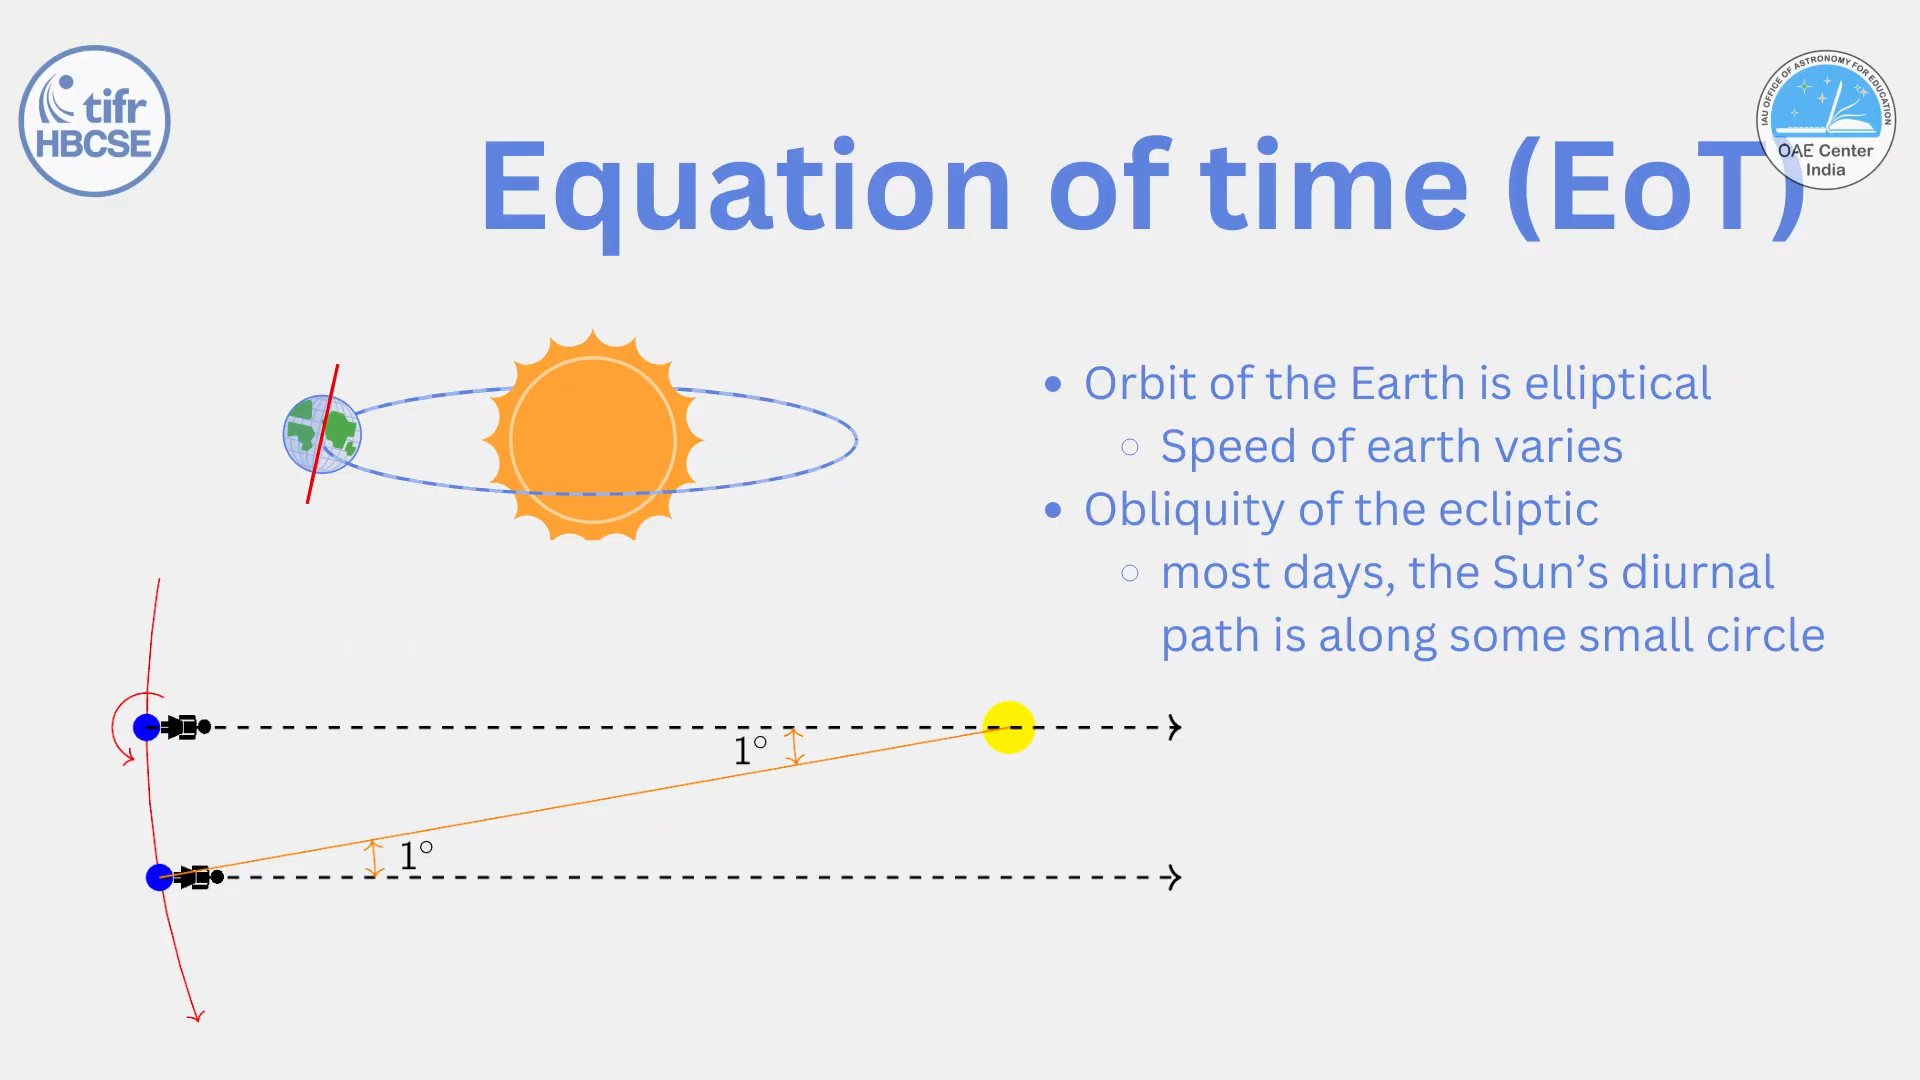 tifr
HBCSE
IAU OFFICE OF ASTRONOMY FOR EDUCATION
OAE Center
India
Equation of time (EoT)
• Orbit of the Earth is elliptical
○ Speed of earth varies
• Obliquity of the ecliptic
○ most days, the Sun’s diurnal
path is along some small circle
1°
1°